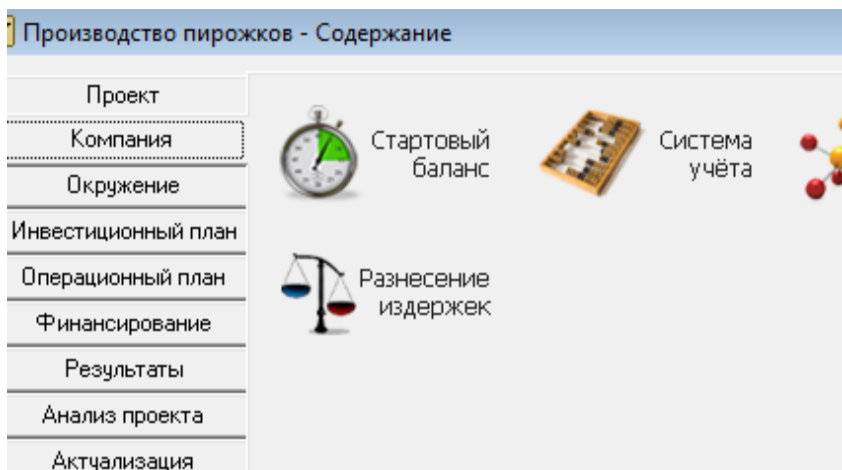 Производство пирожков - Содержание
Проект
Компания
Окружение
Инвестиционный план
Операционный план
Финансирование
Результаты
Анализ проекта
Актуализация
Стартовый
баланс
Система
учёта
Разнесение
издержек